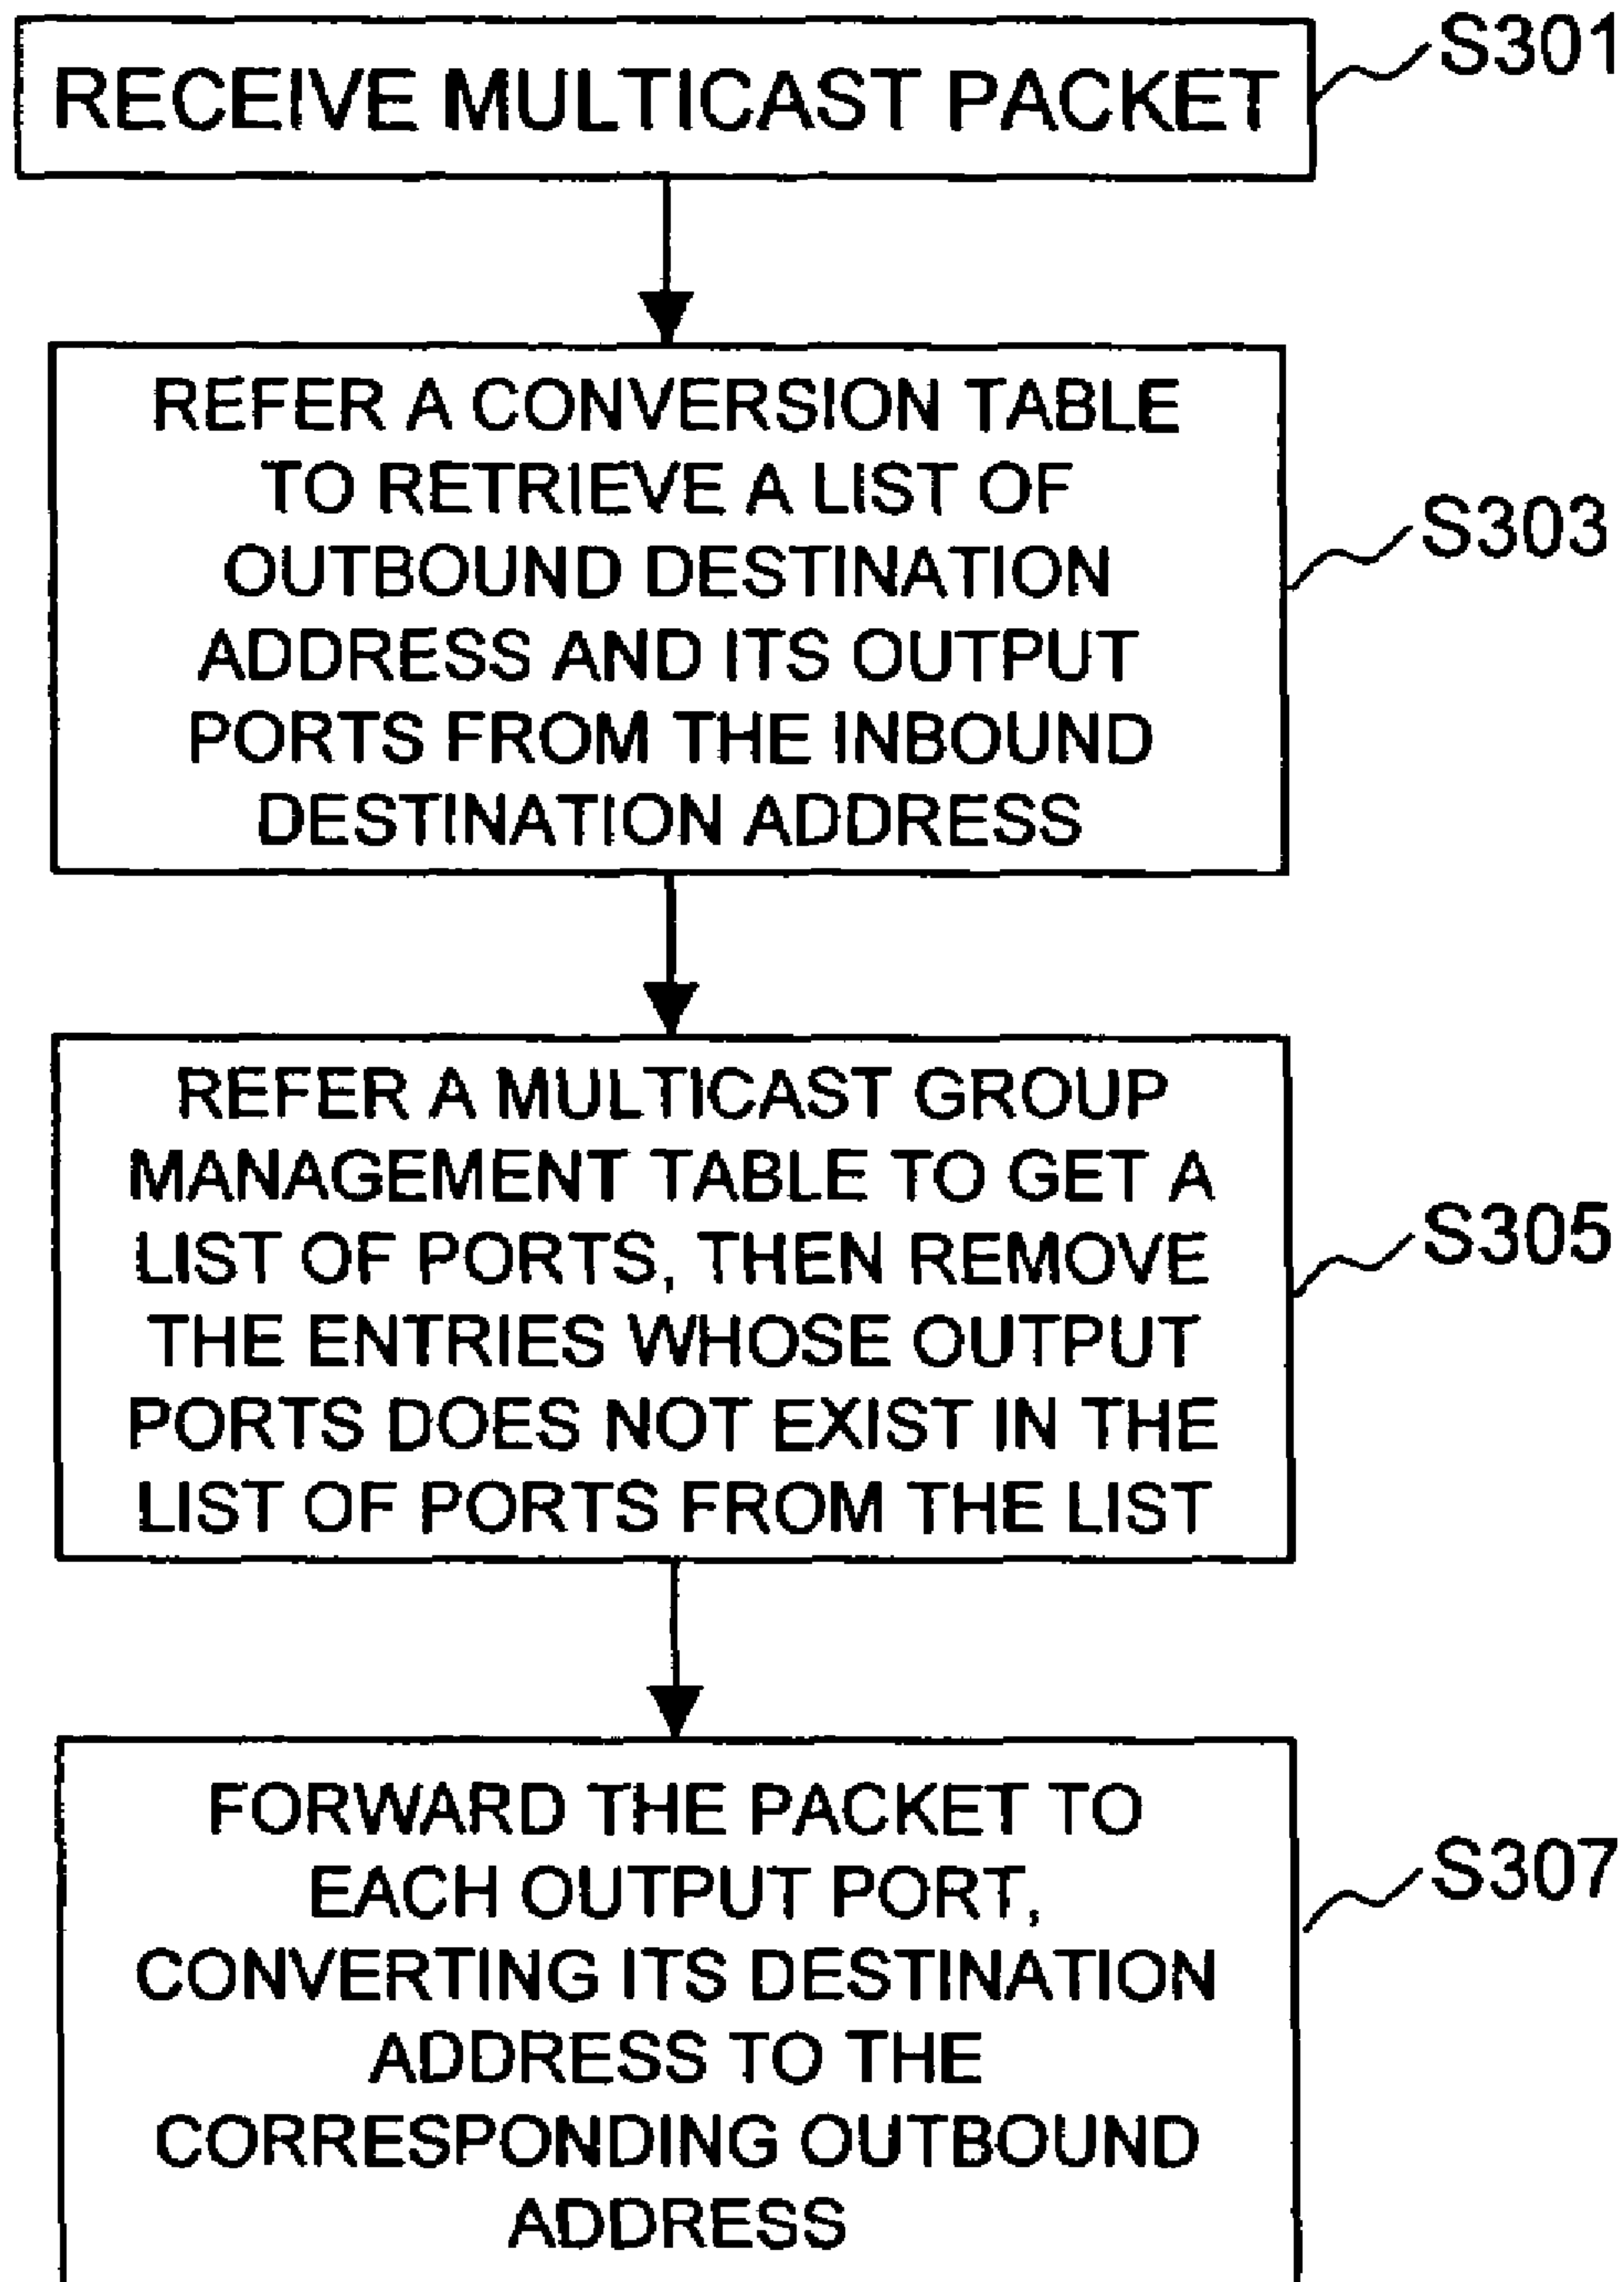 RECEIVE MULTICAST PACKET
S301
REFER A CONVERSION TABLE
TO RETRIEVE A LIST OF
OUTBOUND DESTINATION
ADDRESS AND ITS OUTPUT
PORTS FROM THE INBOUND
DESTINATION ADDRESS
S303
REFER A MULTICAST GROUP
MANAGEMENT TABLE TO GET A
LIST OF PORTS, THEN REMOVE
THE ENTRIES WHOSE OUTPUT
PORTS DOES NOT EXIST IN THE
LIST OF PORTS FROM THE LIST
S305
FORWARD THE PACKET TO
EACH OUTPUT PORT,
CONVERTING ITS DESTINATION
ADDRESS TO THE
CORRESPONDING OUTBOUND
ADDRESS
S307